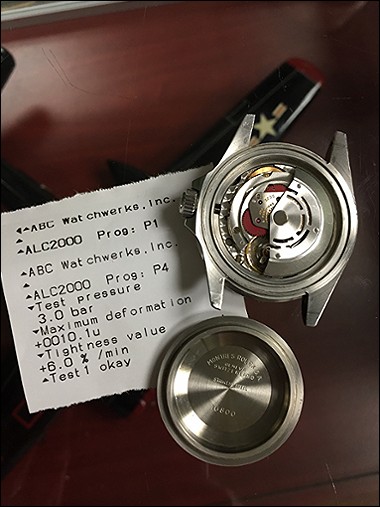 ◂▴ABC Watchwerks,Inc.
▴ALC2000 Prog: P1
▴ABC Watchwerks,Inc.
▴
▴ALC2000 Prog: P4
▾Test pressure
3.0 bar
▾Maximum deformation
+0010.1u
▾Tightness value
+6.0 % /min
▴Test1 okay